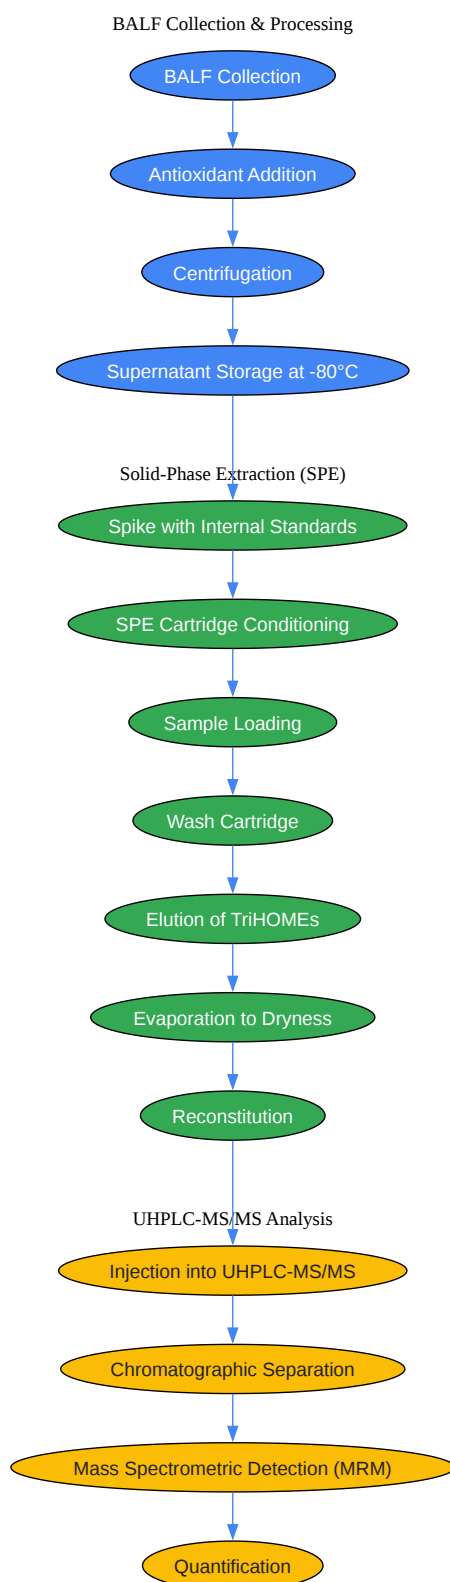 BALF Collection & Processing
BALF Collection
Antioxidant Addition
Centrifugation
Supernatant Storage at -80°C
Solid-Phase Extraction (SPE)
Spike with Internal Standards
SPE Cartridge Conditioning
Sample Loading
Wash Cartridge
Elution of TriHOMEs
Evaporation to Dryness
Reconstitution
UHPLC-MS/MS Analysis
Injection into UHPLC-MS/MS
Chromatographic Separation
Mass Spectrometric Detection (MRM)
Quantification